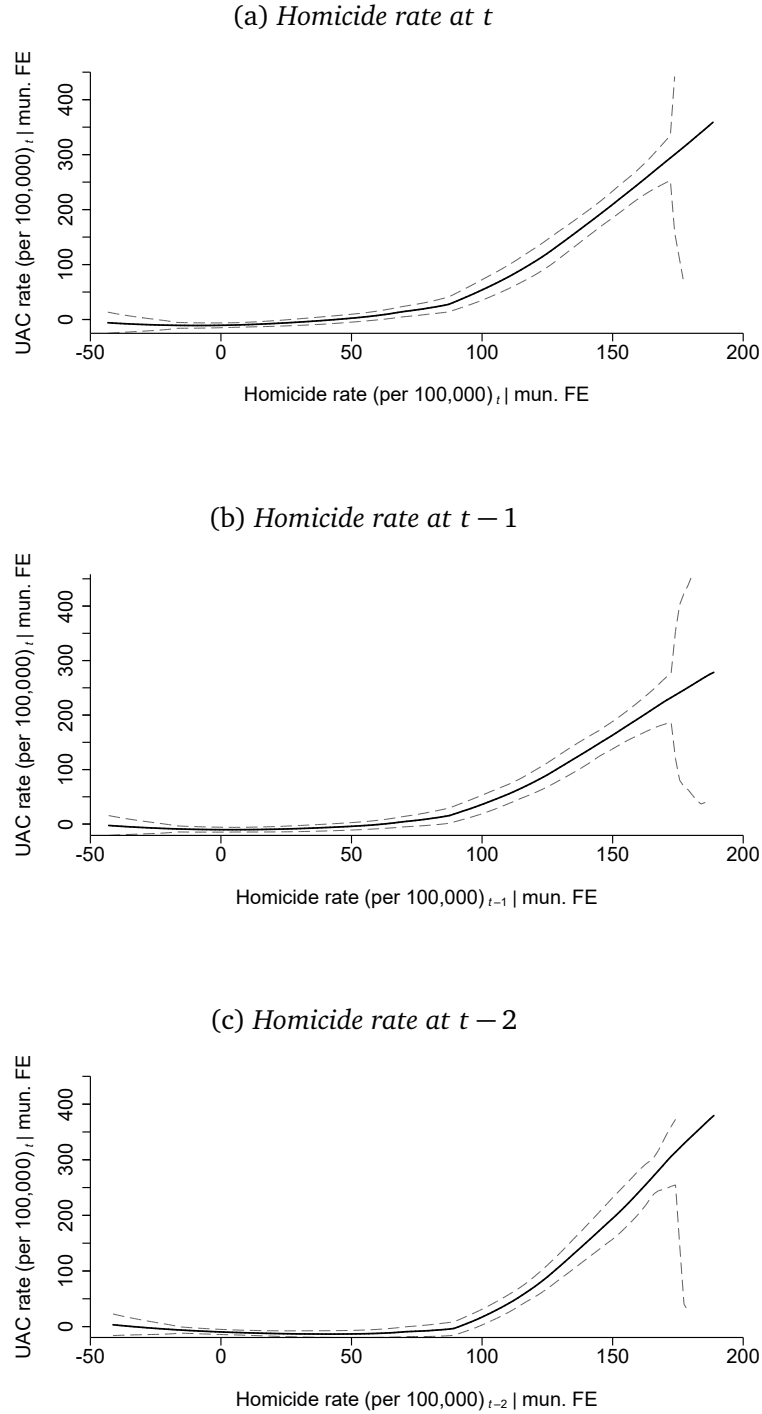 (a) Homicide rate at t
UAC rate (per 100,000) t | mun. FE
400
300
200
100
0
-50 0 50 100 150 200
Homicide rate (per 100,000) t | mun. FE
(b) Homicide rate at t − 1
UAC rate (per 100,000) t | mun. FE
400
300
200
100
0
-50 0 50 100 150 200
Homicide rate (per 100,000) t−1 | mun. FE
(c) Homicide rate at t − 2
UAC rate (per 100,000) t | mun. FE
400
300
200
100
0
-50 0 50 100 150 200
Homicide rate (per 100,000) t−2 | mun. FE